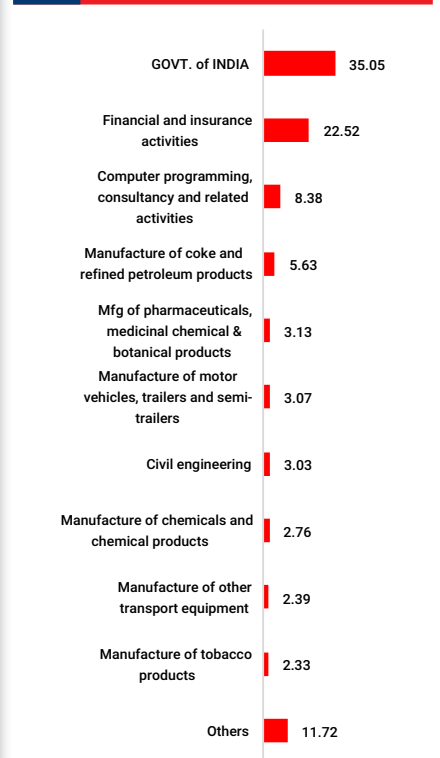 GOVT. of INDIA
35.05
Financial and insurance
activities
22.52
Computer programming,
consultancy and related
activities
8.38
Manufacture of coke and
refined petroleum products
5.63
Mfg of pharmaceuticals,
medicinal chemical &
botanical products
3.13
Manufacture of motor
vehicles, trailers and semi-
trailers
3.07
Civil engineering
3.03
Manufacture of chemicals and
chemical products
2.76
Manufacture of other
transport equipment
2.39
Manufacture of tobacco
products
2.33
Others
11.72